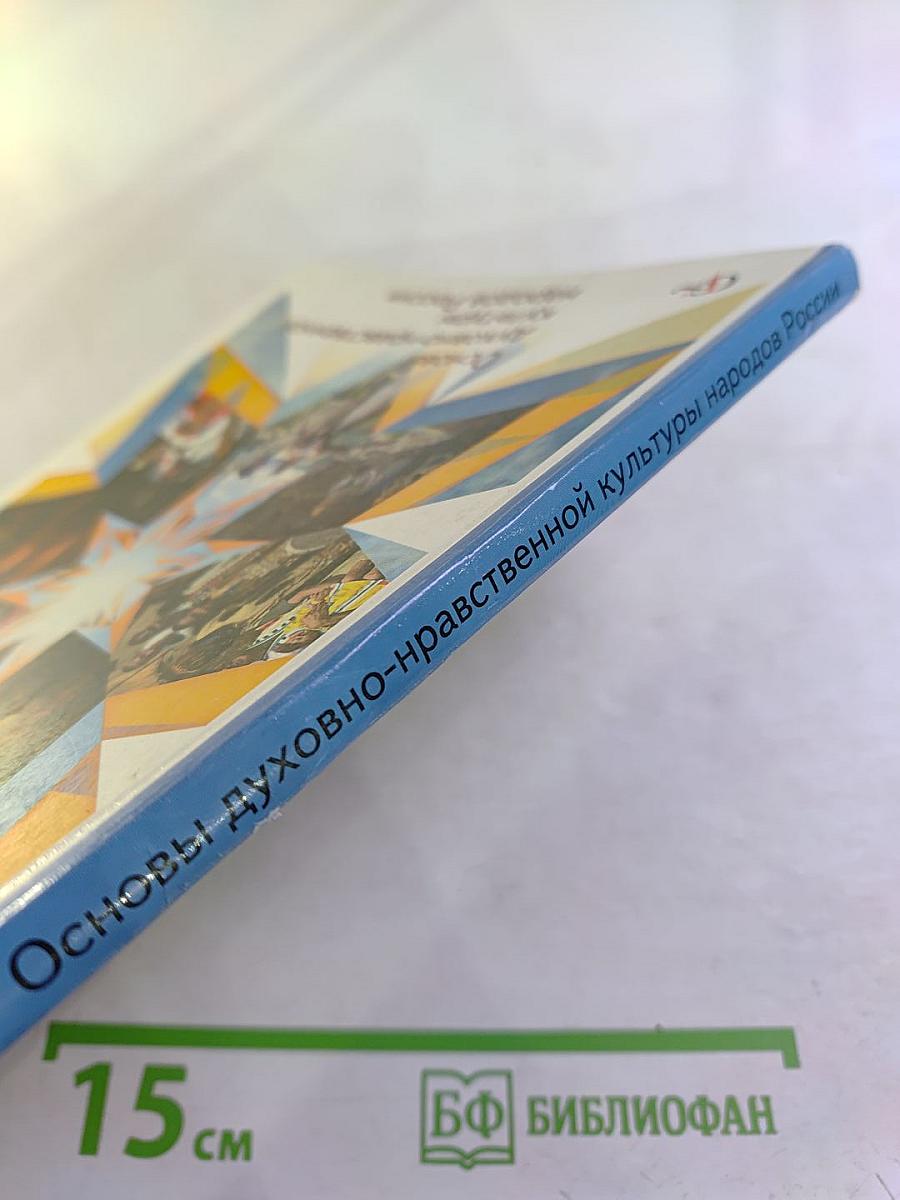 Основы духовно-нравственной культуры народов России
15 см
БФ БИБЛИОФАН